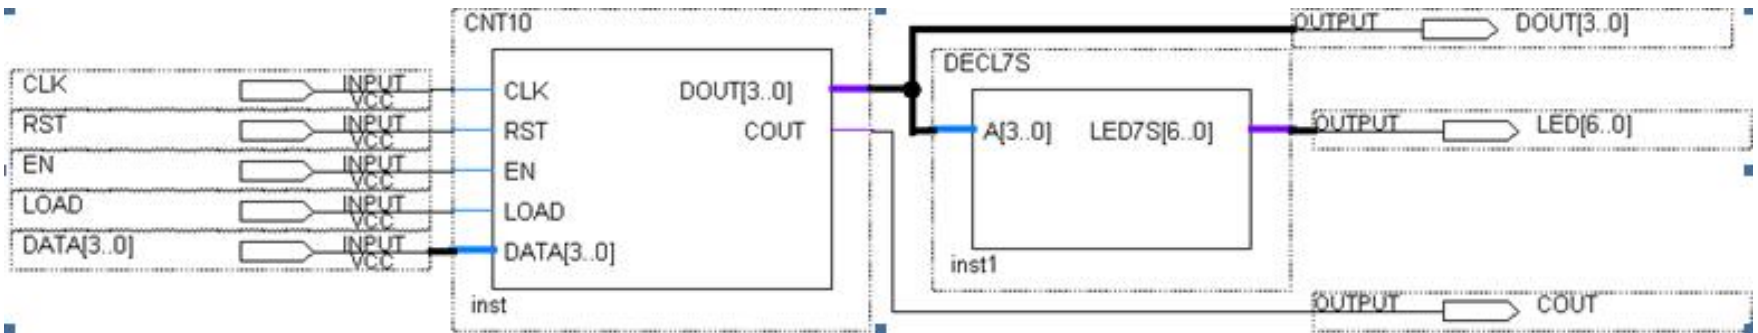 CNT10
OUTPUT DOUT[3..0]
DECL7S
CLK INPUT VCC
CLK DOUT[3..0]
RST INPUT VCC
RST COUT
A[3..0] LED7S[6..0]
OUTPUT LED[6..0]
EN INPUT VCC
EN
LOAD INPUT VCC
LOAD
DATA[3..0] INPUT VCC
DATA[3..0]
inst1
inst
OUTPUT COUT